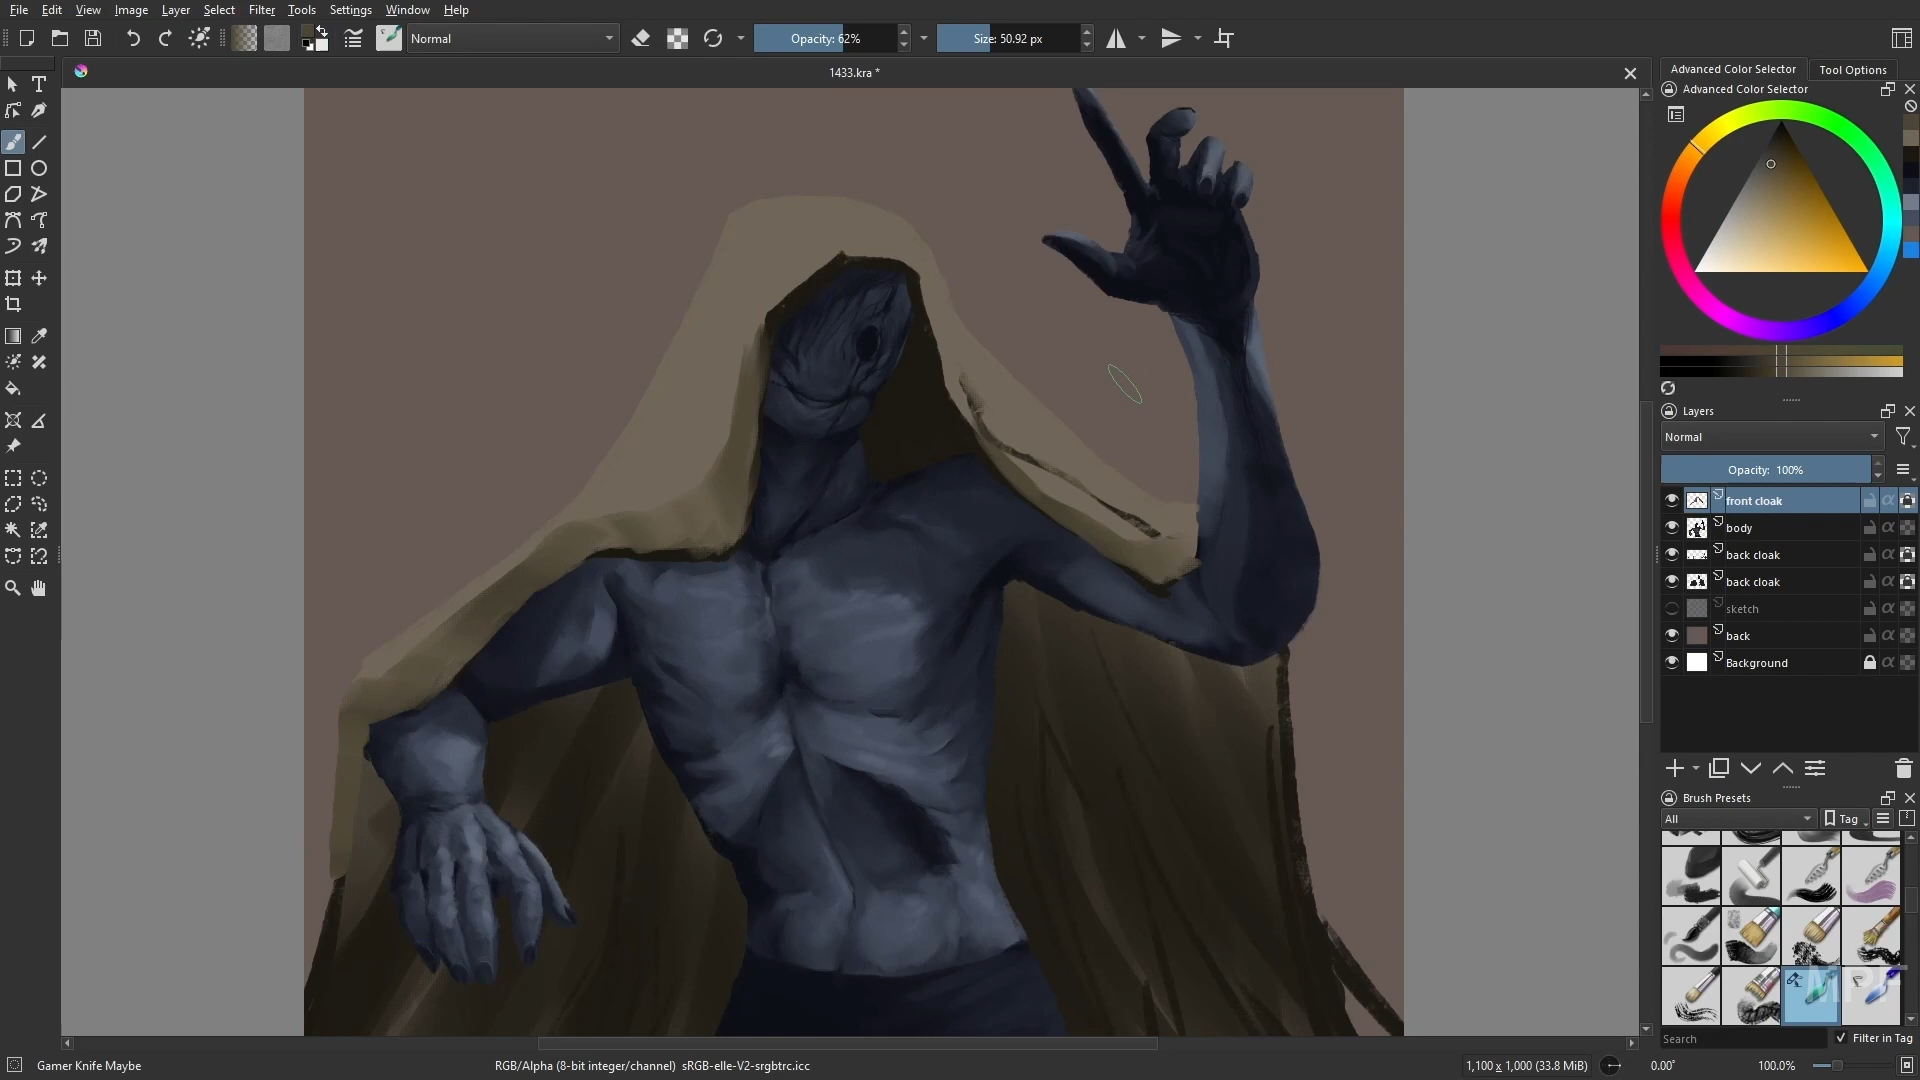 File Edit View Image Layer Select Filter Tools Settings Window Help
Normal
Opacity: 62%
Size: 50.92 px
1433.kra *
Advanced Color Selector
Tool Options
Advanced Color Selector
Layers
Normal
Opacity: 100%
front cloak
body
back cloak
back cloak
sketch
back
Background
Brush Presets
All
Tag
MPF
Search
Filter in Tag
Gamer Knife Maybe
RGB/Alpha (8-bit integer/channel) sRGB-elle-V2-srgbtrc.icc
1,100 x 1,000 (33.8 MiB)
0.00°
100.0%